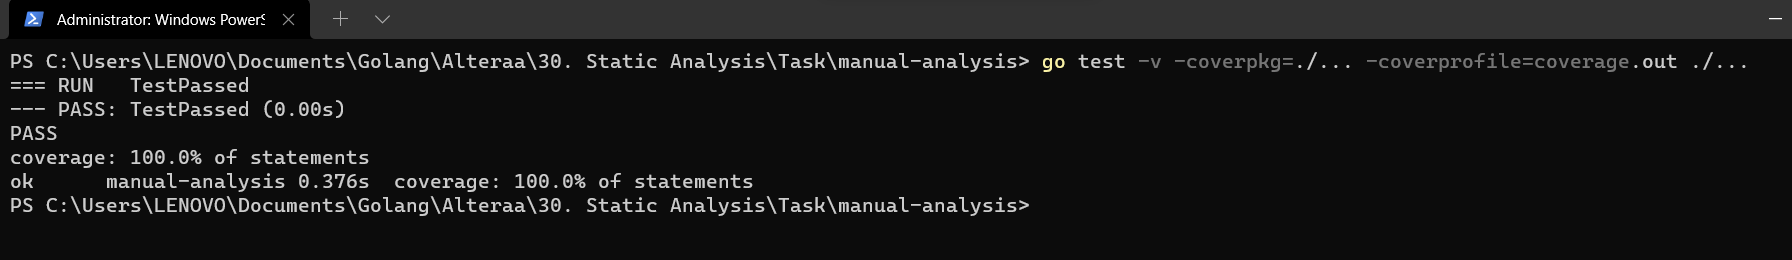 Administrator: Windows PowerS
PS C:\Users\LENOVO\Documents\Golang\Alteraa\30. Static Analysis\Task\manual-analysis> go test -v -coverpkg=./... -coverprofile=coverage.out ./...
=== RUN   TestPassed
--- PASS: TestPassed (0.00s)
PASS
coverage: 100.0% of statements
ok      manual-analysis 0.376s  coverage: 100.0% of statements
PS C:\Users\LENOVO\Documents\Golang\Alteraa\30. Static Analysis\Task\manual-analysis>